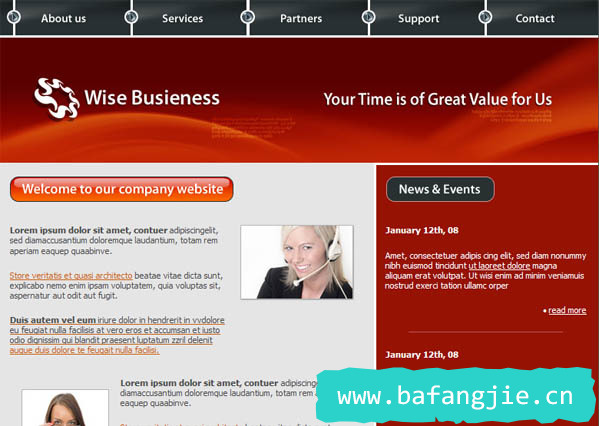 About us
Services
Partners
Support
Contact
Wise Busieness
Your Time is of Great Value for Us
Welcome to our company website
News & Events
Lorem ipsum dolor sit amet, contuer adipiscingelit,
sed diamaccusantium doloremque laudantium, totam rem
aperiam eaqup quaabinve.
Store veritatis et quasi architecto beatae vitae dicta sunt,
explicabo nemo enim ipsam voluptatem, quia voluptas sit,
aspernatur aut odit aut fugit.
Duis autem vel eum iriure dolor in hendrerit in vvdolore
eu feugiat nulla facilisis at vero eros et accumsan et iusto
odio dignissim qui blandit praesent luptatum zzril delenit
augue duis dolore te feugait nulla facilisi.
January 12th, 08
Amet, consectetuer adipis cing elit, sed diam nonummy
nibh euismod tincidunt ut laoreet dolore magna
aliquam erat volutpat. Ut wisi enim ad minim veniamuis
nostrud exerci tation ullamc orper
read more
January 12th, 08
Lorem ipsum dolor sit amet, contuer adipiscinge
sed diamaccusantium doloremque laudantium
eaqup quaabinve.
www.bafangjie.cn